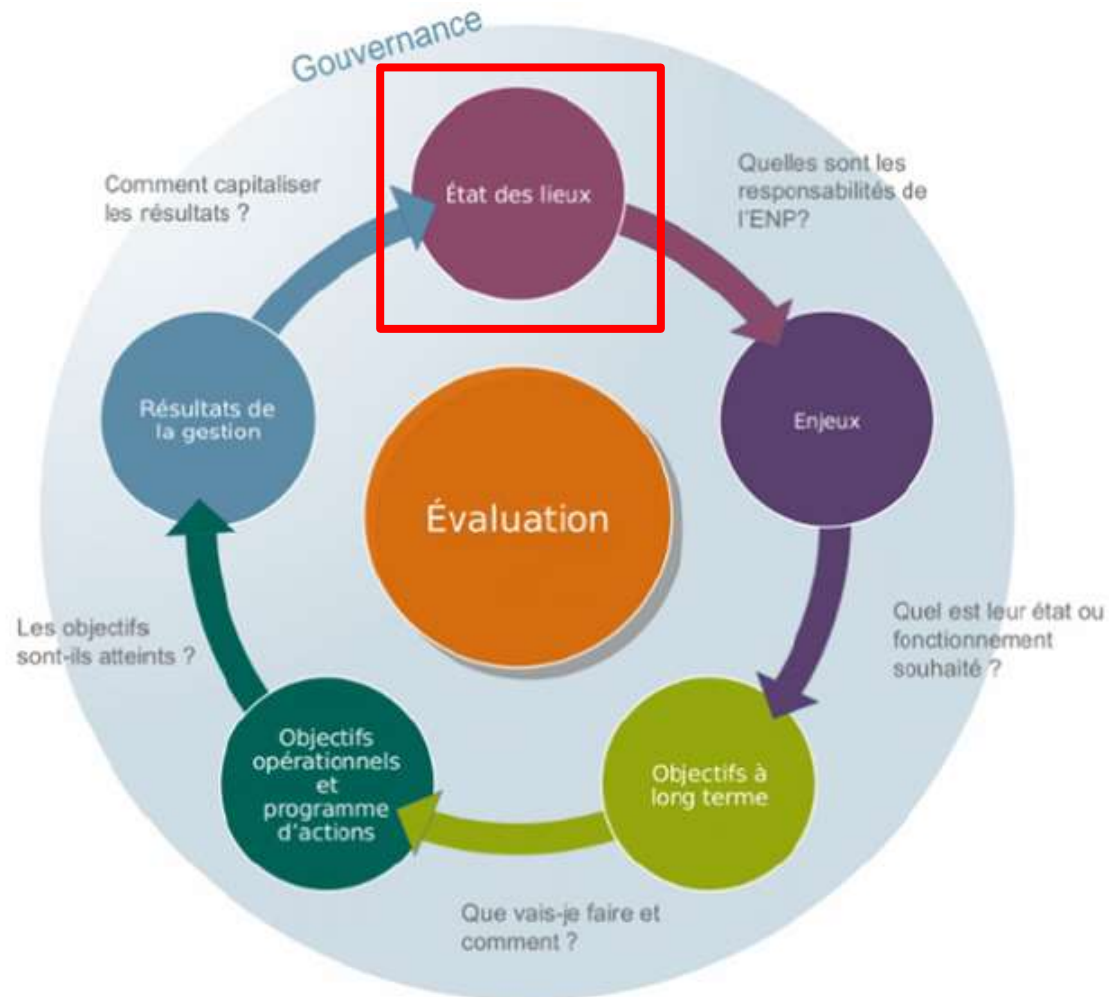 Gouvernance
État des lieux
Quelles sont les
responsabilités de
l'ENP?
Enjeux
Quel est leur état ou
fonctionnement
souhaité ?
Objectifs à
long terme
Que vais-je faire et
comment ?
Objectifs
opérationnels
et
programme
d'actions
Les objectifs
sont-ils atteints ?
Résultats de
la gestion
Comment capitaliser
les résultats ?
Évaluation